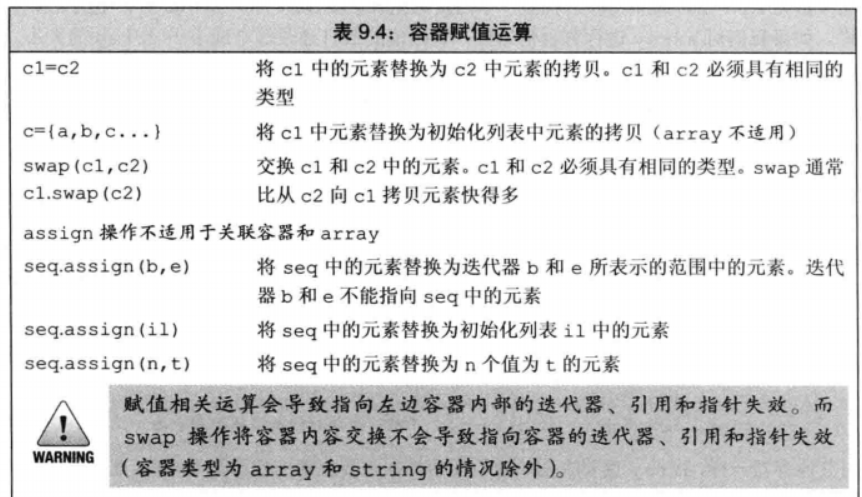 表 9.4：容器赋值运算
c1=c2 将 c1 中的元素替换为 c2 中元素的拷贝。c1 和 c2 必须具有相同的
类型
c={a,b,c...} 将 c1 中元素替换为初始化列表中元素的拷贝（array 不适用）
swap(c1,c2) 交换 c1 和 c2 中的元素。c1 和 c2 必须具有相同的类型。swap 通常
c1.swap(c2) 比从 c2 向 c1 拷贝元素快得多
assign 操作不适用于关联容器和 array
seq.assign(b,e) 将 seq 中的元素替换为迭代器 b 和 e 所表示的范围中的元素。迭代
器 b 和 e 不能指向 seq 中的元素
seq.assign(il) 将 seq 中的元素替换为初始化列表 il 中的元素
seq.assign(n,t) 将 seq 中的元素替换为 n 个值为 t 的元素
赋值相关运算会导致指向左边容器内部的迭代器、引用和指针失效。而
swap 操作将容器内容交换不会导致指向容器的迭代器、引用和指针失效
（容器类型为 array 和 string 的情况除外）。
WARNING